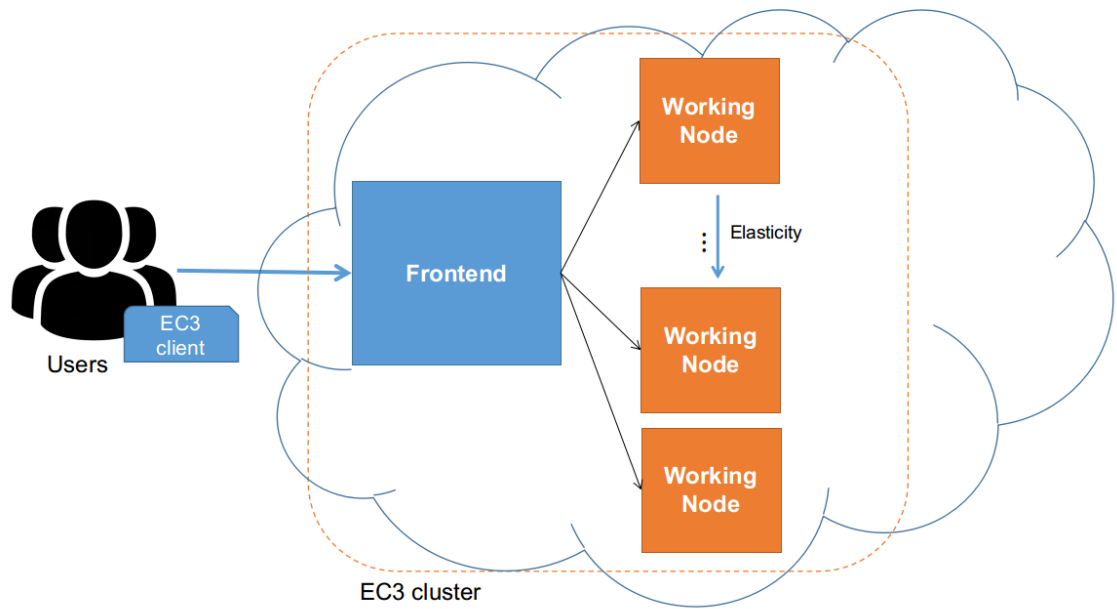 Working
Node
Elasticity
Frontend
EC3
client
Users
Working
Node
Working
Node
EC3 cluster